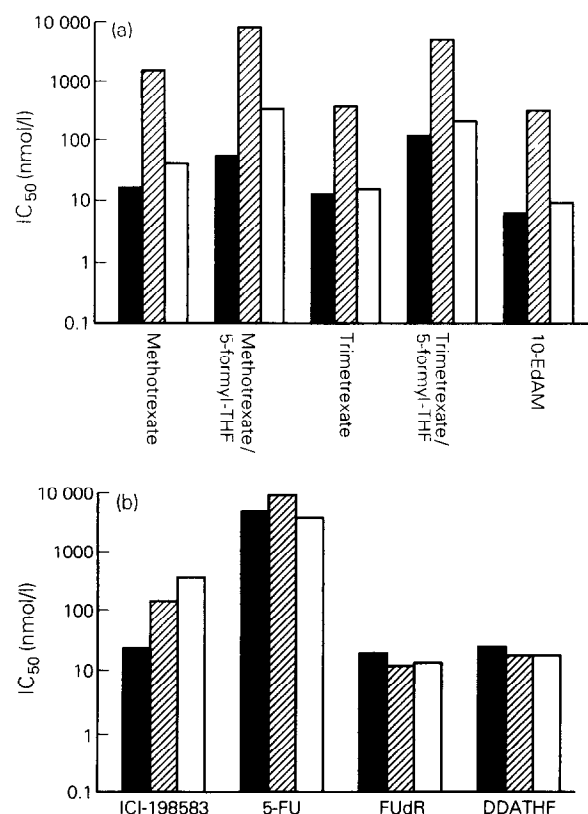 (a)
10 000
1000
100
10
1
0.1
IC50 (nmol/l)
Methotrexate
Methotrexate/
5-formyl-THF
Trimetrexate
Trimetrexate/
5-formyl-THF
10-EdAM
(b)
10 000
1000
100
10
1
0.1
IC50 (nmol/l)
ICI-198583
5-FU
FUdR
DDATHF